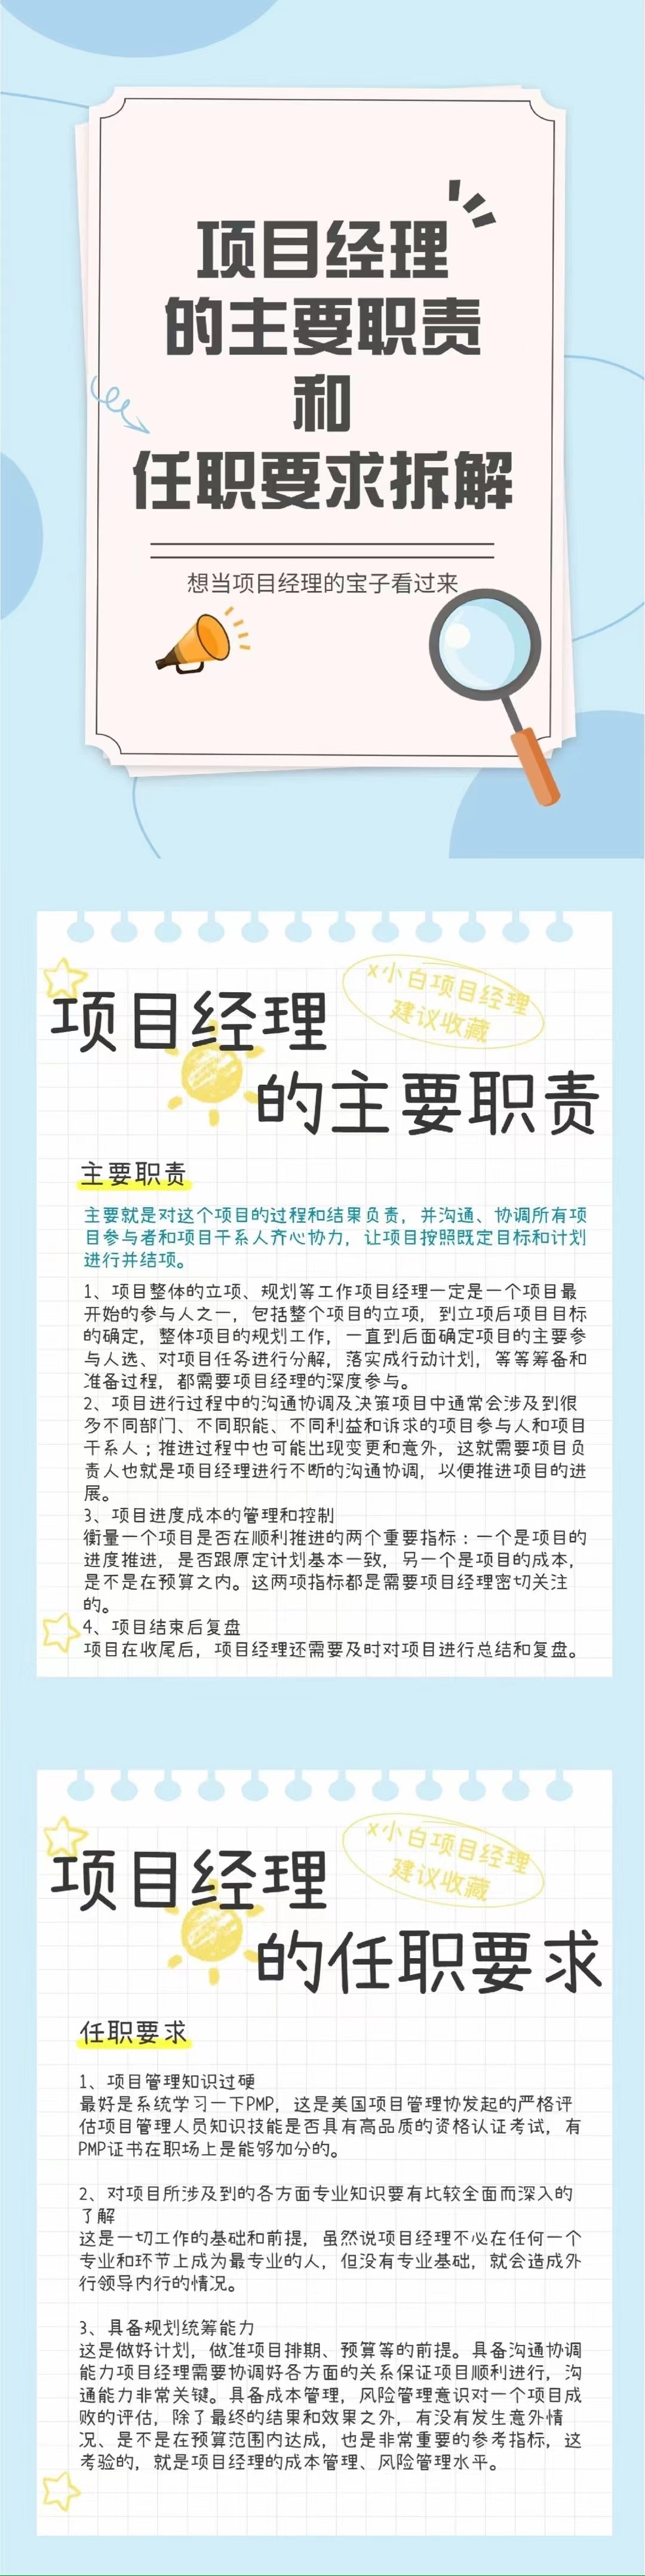 项目经理
的主要职责
和
任职要求拆解
想当项目经理的宝子看过来
x小白项目经理
建议收藏
项目经理
的主要职责
主要职责
主要就是对这个项目的过程和结果负责，并沟通、协调所有项
目参与者和项目干系人齐心协力，让项目按照既定目标和计划
进行并结项。
1、项目整体的立项、规划等工作项目经理一定是一个项目最
开始的参与人之一，包括整个项目的立项，到立项后项目目标
的确定，整体项目的规划工作，一直到后面确定项目的主要参
与人选、对项目任务进行分解，落实成行动计划，等等筹备和
准备过程，都需要项目经理的深度参与。
2、项目进行过程中的沟通协调及决策项目中通常会涉及到很
多不同部门、不同职能、不同利益和诉求的项目参与人和项目
干系人；推进过程中也可能出现变更和意外，这就需要项目负
责人也就是项目经理进行不断的沟通协调，以便推进项目的进
展。
3、项目进度成本的管理和控制
衡量一个项目是否在顺利推进的两个重要指标：一个是项目的
进度推进，是否跟原定计划基本一致，另一个是项目的成本，
是不是在预算之内。这两项指标都是需要项目经理密切关注
的。
4、项目结束后复盘
项目在收尾后，项目经理还需要及时对项目进行总结和复盘。
x小白项目经理
建议收藏
项目经理
的任职要求
任职要求
1、项目管理知识过硬
最好是系统学习一下PMP，这是美国项目管理协发起的严格评
估项目管理人员知识技能是否具有高品质的资格认证考试，有
PMP证书在职场上是能够加分的。
2、对项目所涉及到的各方面专业知识要有比较全面而深入的
了解
这是一切工作的基础和前提，虽然说项目经理不必在任何一个
专业和环节上成为最专业的人，但没有专业基础，就会造成外
行领导内行的情况。
3、具备规划统筹能力
这是做好计划，做准项目排期、预算等的前提。具备沟通协调
能力项目经理需要协调好各方面的关系保证项目顺利进行，沟
通能力非常关键。具备成本管理，风险管理意识对一个项目成
败的评估，除了最终的结果和效果之外，有没有发生意外情
况、是不是在预算范围内达成，也是非常重要的参考指标，这
考验的，就是项目经理的成本管理、风险管理水平。